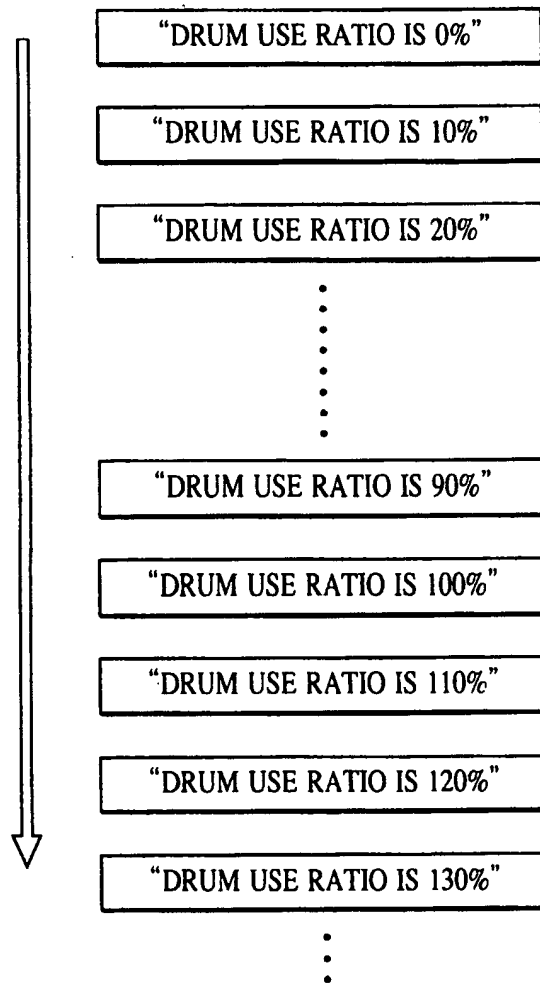 “DRUM USE RATIO IS 0%”
“DRUM USE RATIO IS 10%”
“DRUM USE RATIO IS 20%”
“DRUM USE RATIO IS 90%”
“DRUM USE RATIO IS 100%”
“DRUM USE RATIO IS 110%”
“DRUM USE RATIO IS 120%”
“DRUM USE RATIO IS 130%”